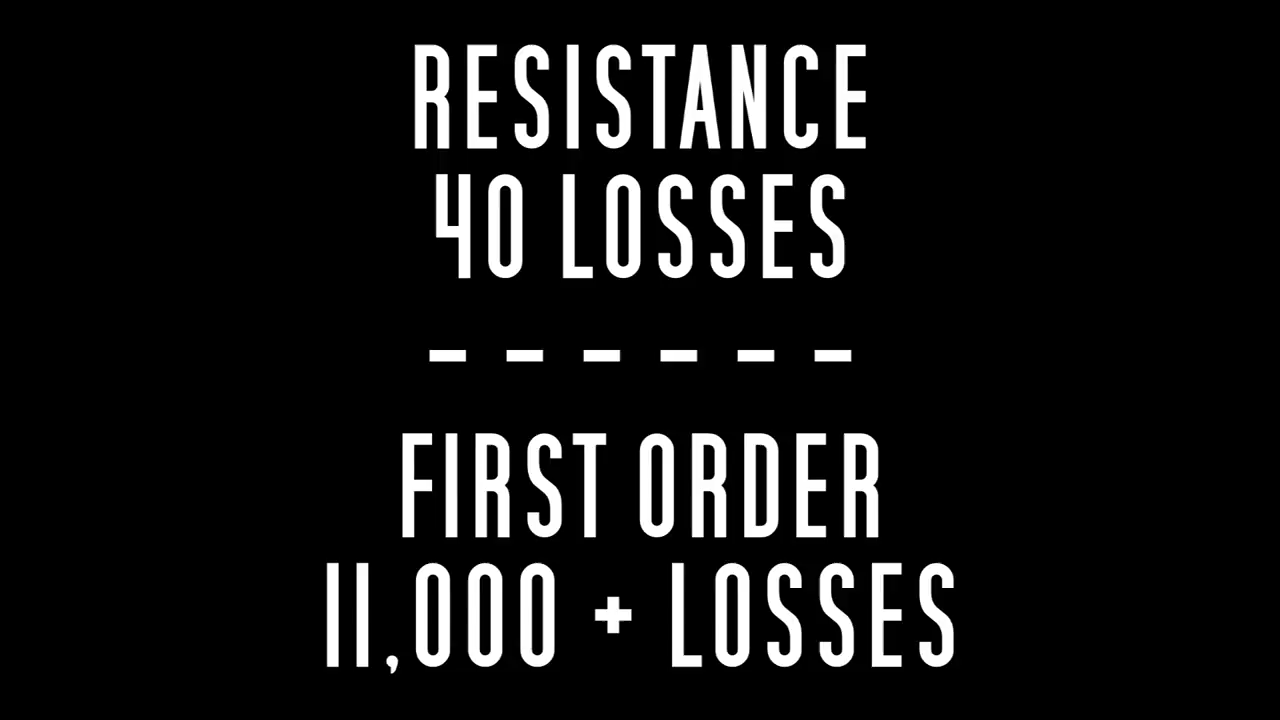 RESISTANCE
40 LOSSES
- - - - - -
FIRST ORDER
11,000 + LOSSES